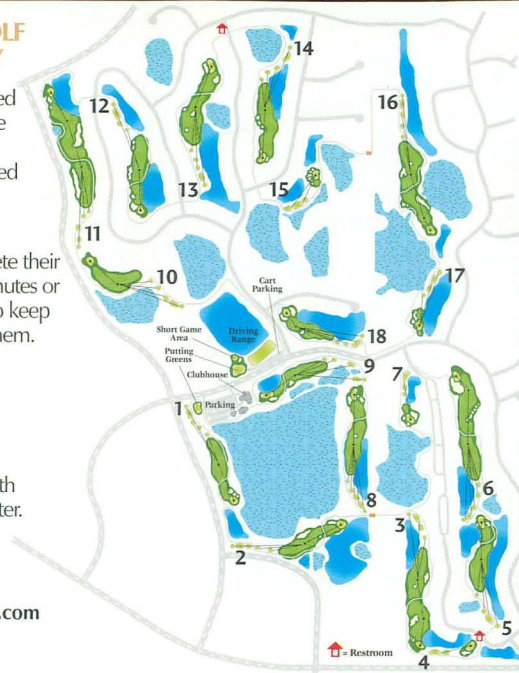 OLF
Y
ed
e
ed
ete their
nutes or
o keep
hem.
th
ter.
.com
14
12
16
13
15
11
10
17
Cart
Parking
Short Game
Area
Driving
Range
18
Putting
Greens
9
Clubhouse
7
1
Parking
6
8
3
2
5
= Restroom
4